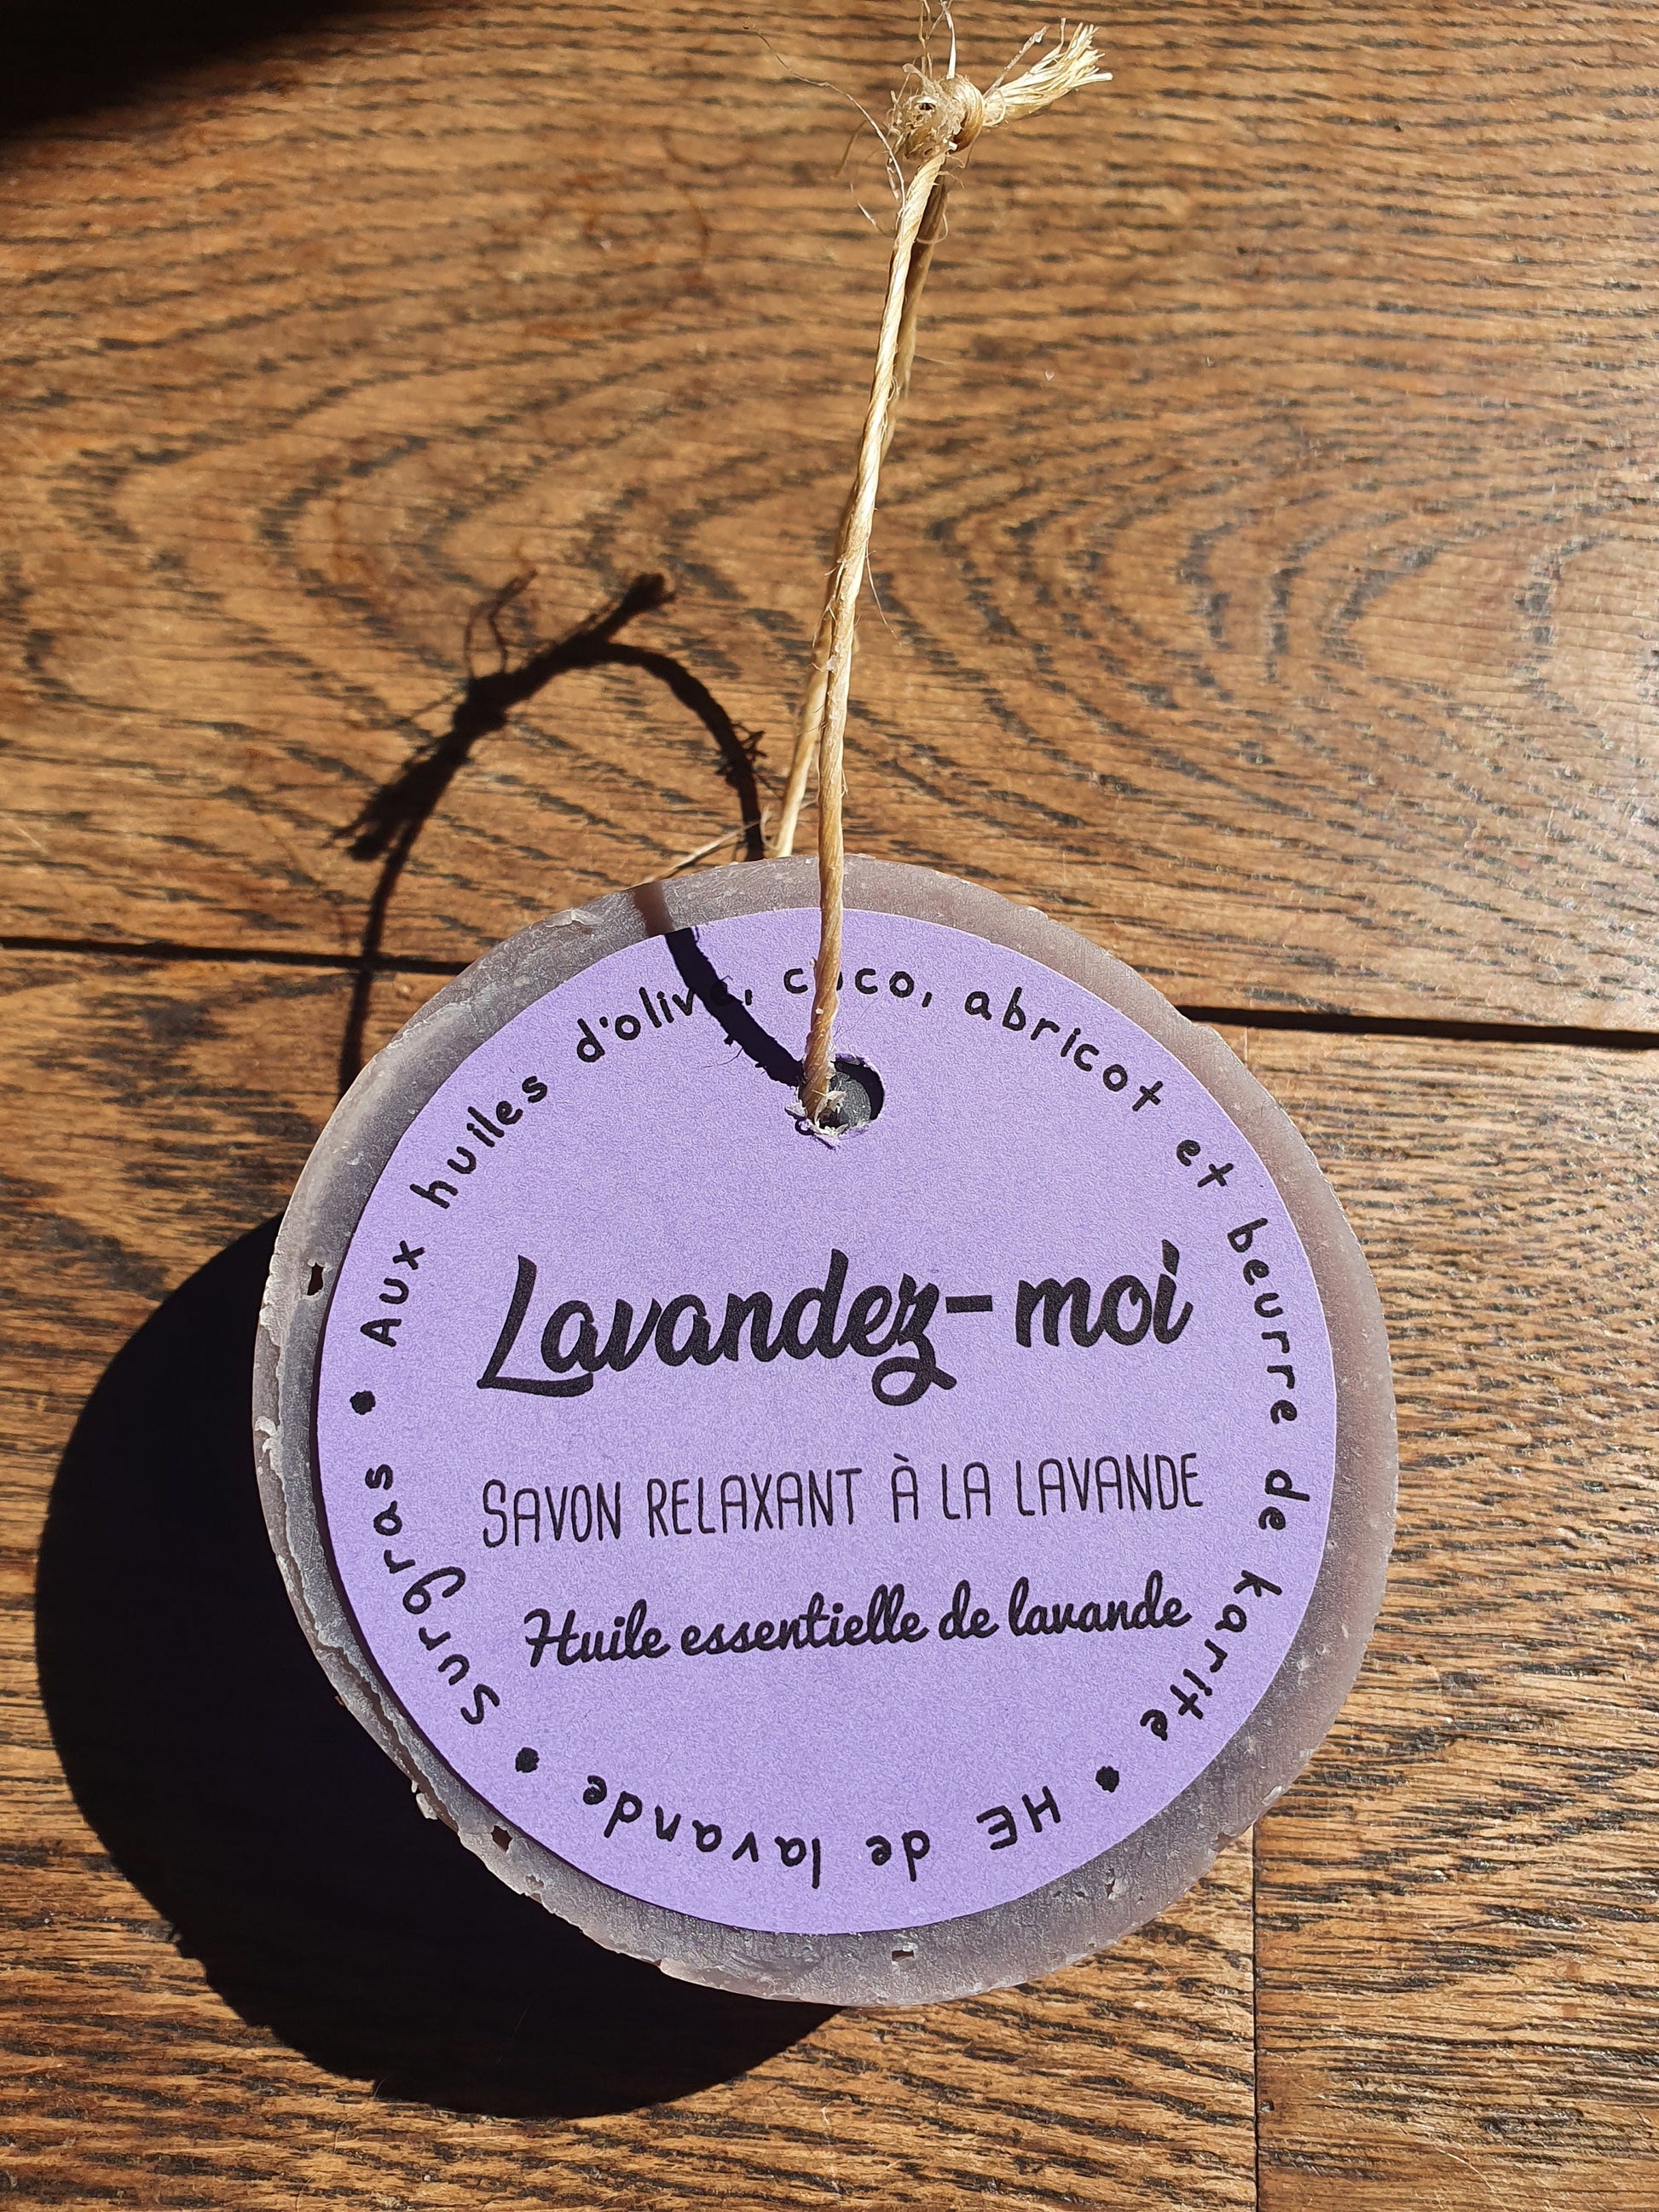 Lavandez-moi
SAVON RELAXANT À LA LAVANDE
Huile essentielle de lavande
Aux huiles d'olive, coco, abricot et beurre de karite • HE de lavande • Surgras •